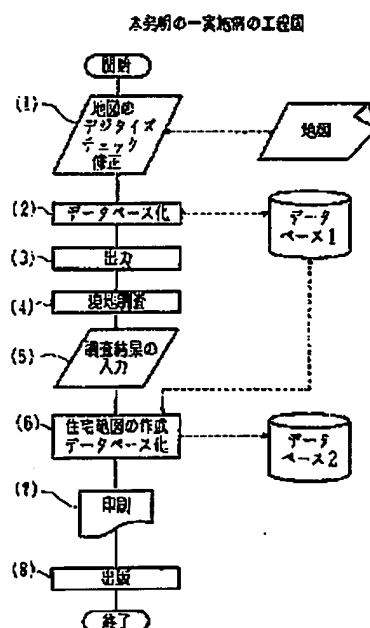 本発明の一実施例の工程図
開始
(1)
地図の
デジタイズ
チェック
修正
地図
(2)
データベース化
データ
ベース1
(3)
出力
(4)
現地調査
(5)
調査結果の
入力
(6)
住宅地図の作成
データベース化
データ
ベース2
(7)
印刷
(8)
出版
終了